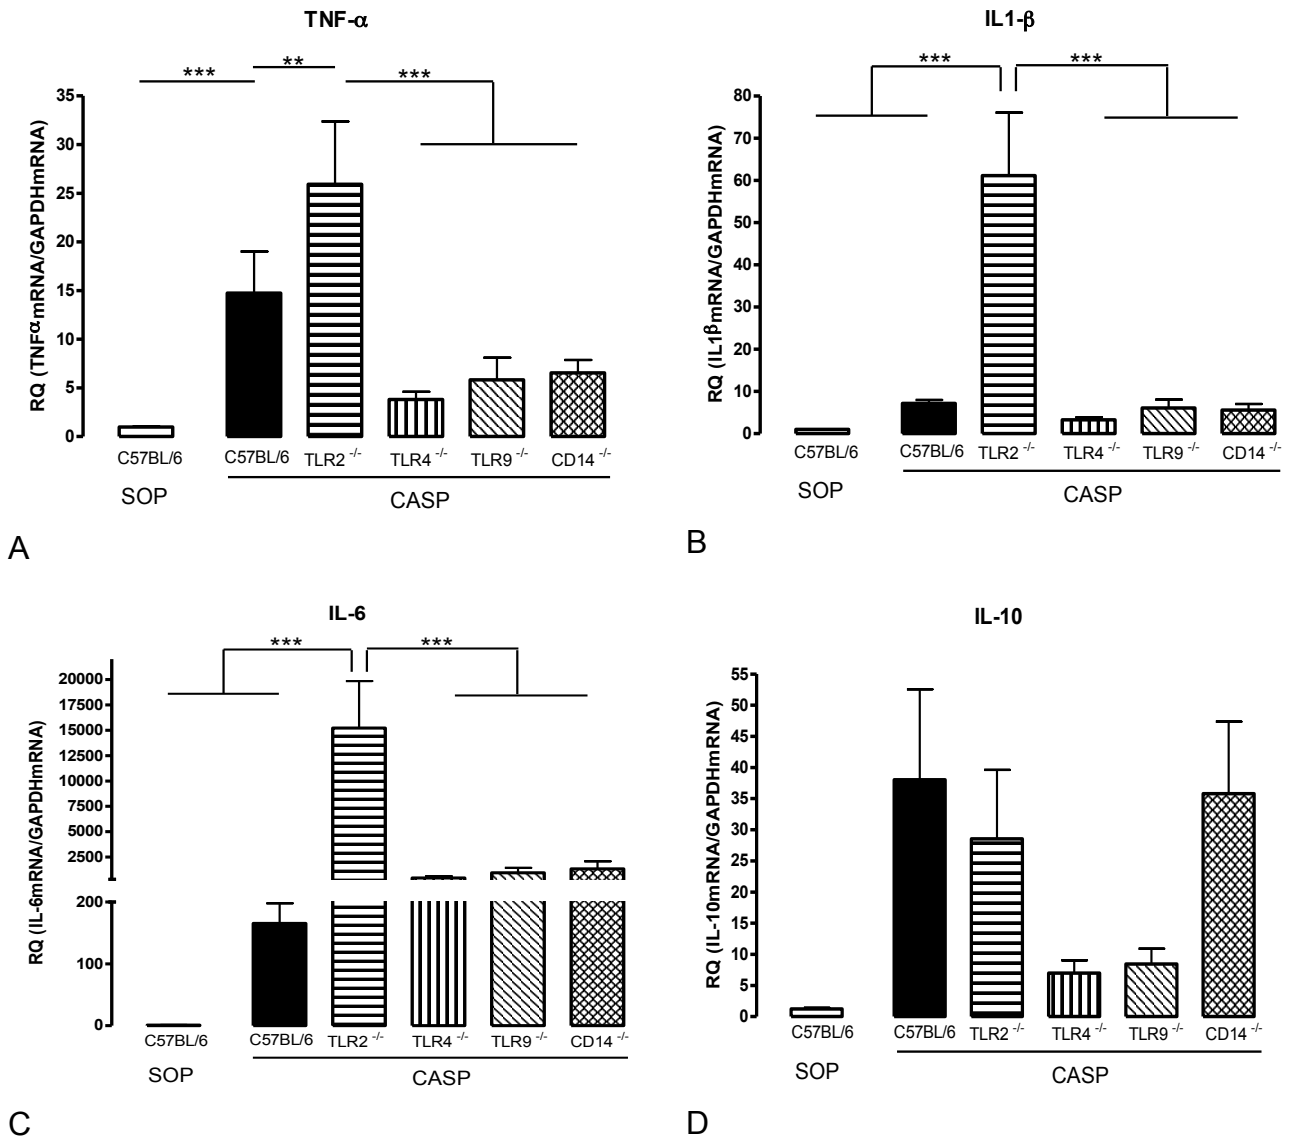 TNF-α
*** ** ***
RQ (TNFαmRNA/GAPDHmRNA)
35
30
25
20
15
10
5
0
C57BL/6 C57BL/6 TLR2 -/- TLR4 -/- TLR9 -/- CD14 -/-
SOP CASP
A
IL1-β
*** ***
RQ (IL1βmRNA/GAPDHmRNA)
80
70
60
50
40
30
20
10
0
C57BL/6 C57BL/6 TLR2 -/- TLR4 -/- TLR9 -/- CD14 -/-
SOP CASP
B
IL-6
*** ***
RQ (IL-6mRNA/GAPDHmRNA)
20000
17500
15000
12500
10000
7500
5000
2500
200
100
0
C57BL/6 C57BL/6 TLR2 -/- TLR4 -/- TLR9 -/- CD14 -/-
SOP CASP
C
IL-10
RQ (IL-10mRNA/GAPDHmRNA)
55
50
45
40
35
30
25
20
15
10
5
0
C57BL/6 C57BL/6 TLR2 -/- TLR4 -/- TLR9 -/- CD14 -/-
SOP CASP
D